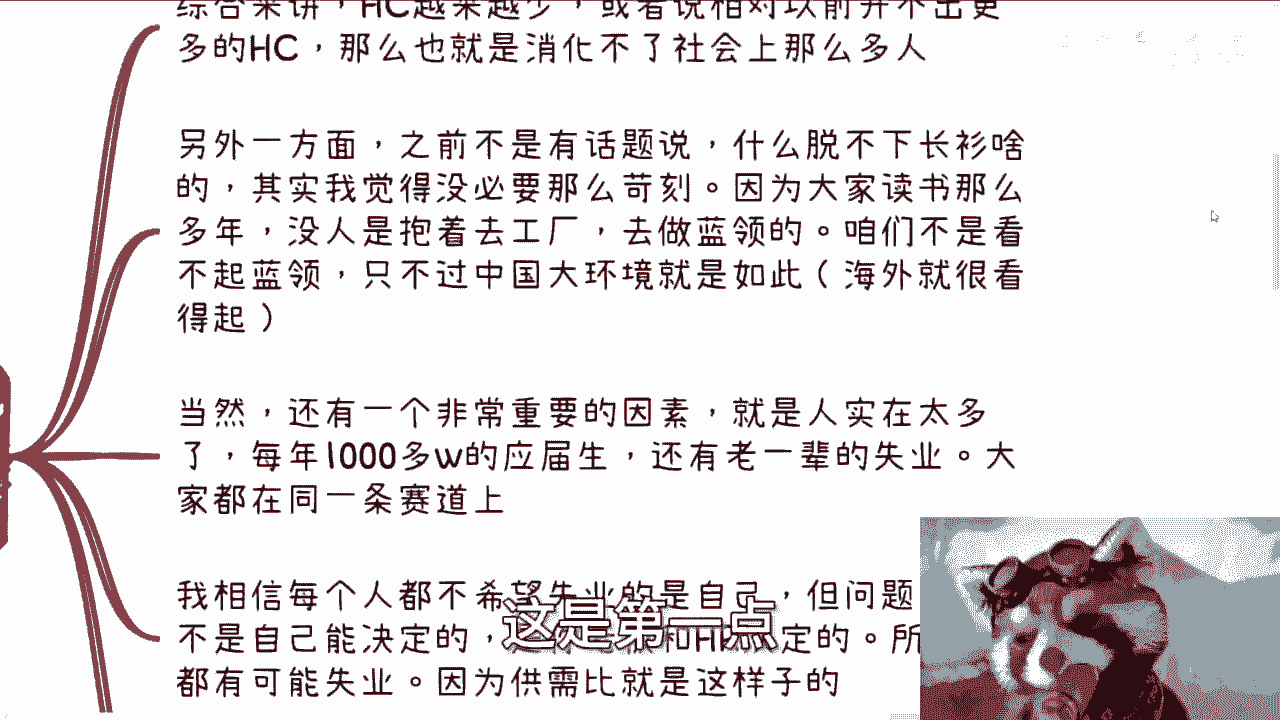 综合来讲，HC越来越少，或者说相对以前并不出更
多的HC，那么也就是消化不了社会上那么多人
另外一方面，之前不是有话题说，什么脱不下长衫啥
的，其实我觉得没必要那么苛刻。因为大家读书那么
多年，没人是抱着去工厂，去做蓝领的。咱们不是看
不起蓝领，只不过中国大环境就是如此（海外就很看
得起）
当然，还有一个非常重要的因素，就是人实在太多
了，每年1000多w的应届生，还有老一辈的失业。大
家都在同一条赛道上
我相信每个人都不希望失业的是自己，但问题
不是自己能决定的，和HR定的。所
都有可能失业。因为供需比就是这样子的
这是第一点